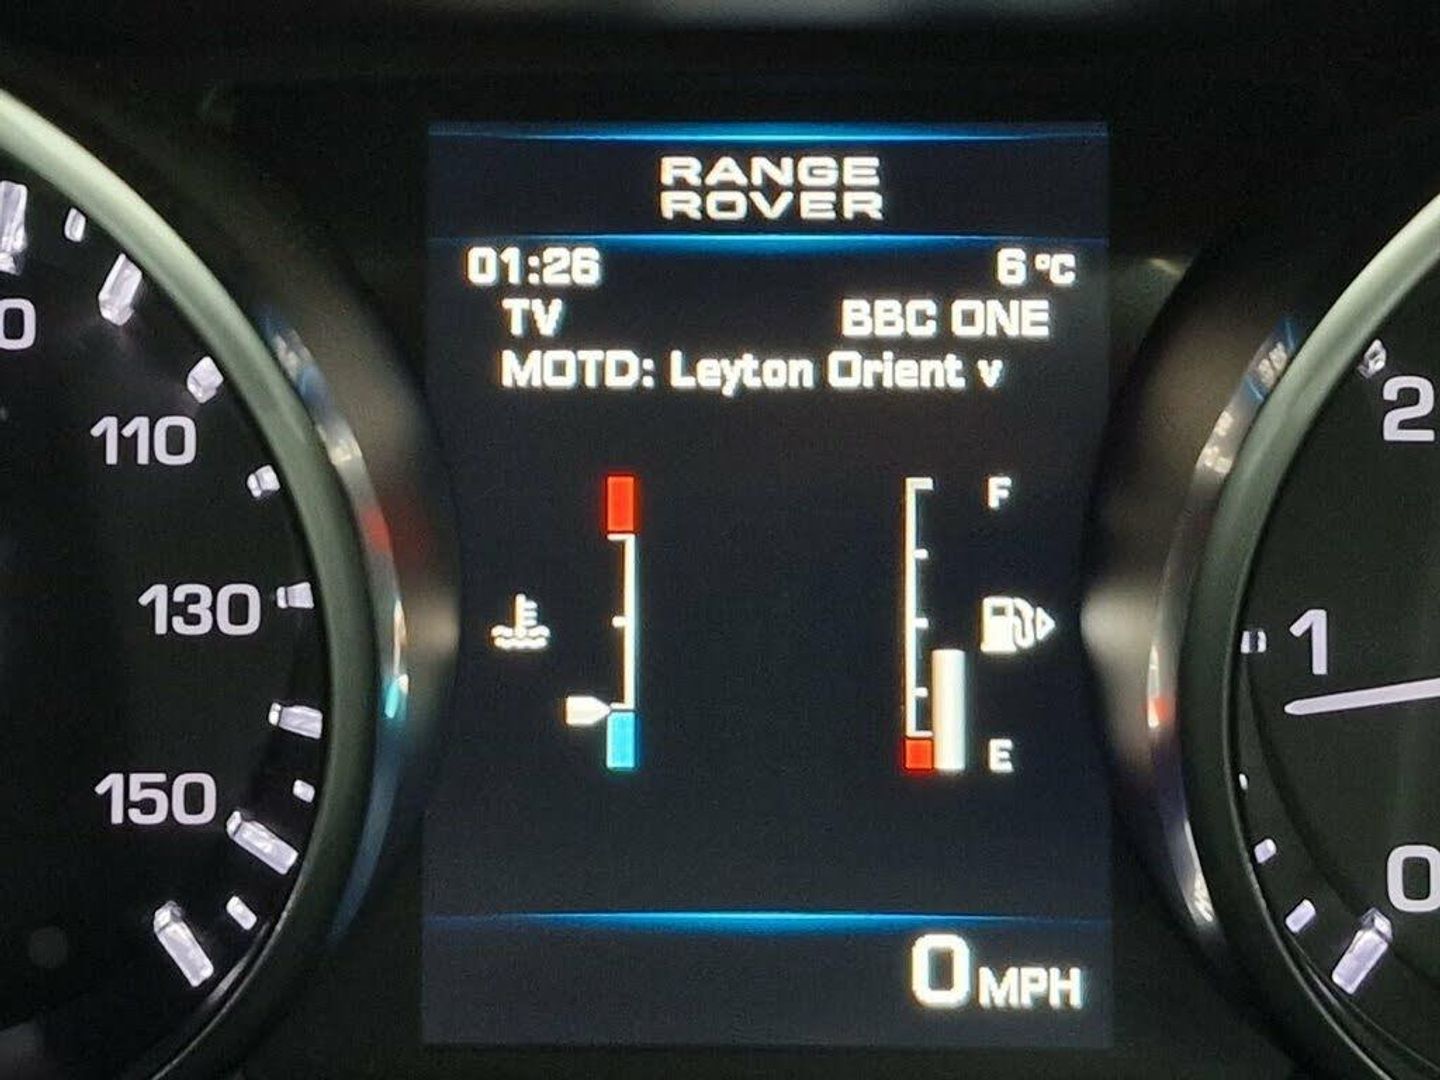 RANGE
ROVER
01:26 6°C
TV BBC ONE
MOTD: Leyton Orient v
F
E
0 MPH
110
130
150
2
1
0